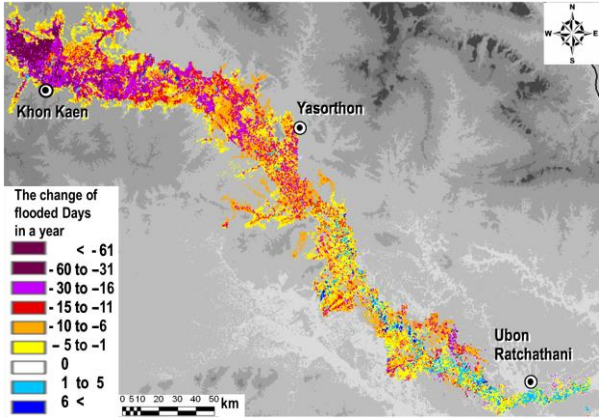 N
W E
S
Khon Kaen
Yasorthon
The change of
flooded Days
in a year
< - 61
- 60 to –31
- 30 to –16
- 15 to –11
- 10 to –6
– 5 to –1
0
1 to 5
6 <
Ubon
Ratchathani
0 5 10 20 30 40 50 km